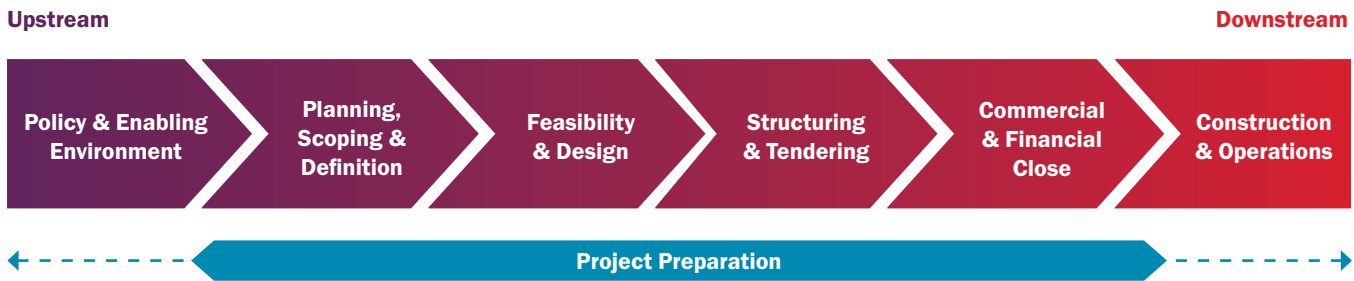 Upstream
Downstream
Policy & Enabling
Environment
Planning,
Scoping &
Definition
Feasibility
& Design
Structuring
& Tendering
Commercial
& Financial
Close
Construction
& Operations
Project Preparation